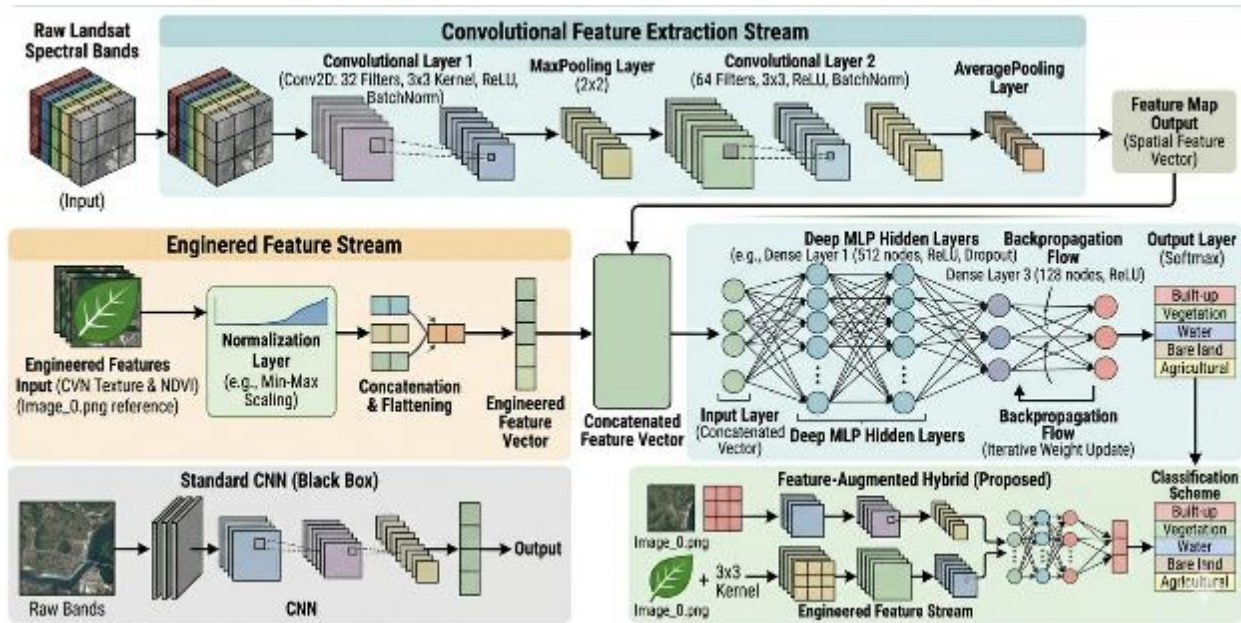 Raw Landsat
Spectral Bands
(Input)
Convolutional Feature Extraction Stream
Convolutional Layer 1
(Conv2D: 32 Filters, 3x3 Kernel, ReLU,
BatchNorm)
MaxPooling Layer
(2x2)
Convolutional Layer 2
(64 Filters, 3x3, ReLU, BatchNorm)
AveragePooling
Layer
Feature Map
Output
(Spatial Feature
Vector)
Enginered Feature Stream
Engineered Features
Input (CVN Texture & NDVI)
(Image_0.png reference)
Normalization
Layer
(e.g., Min-Max
Scaling)
Concatenation
& Flattening
Engineered
Feature
Vector
Concatenated
Feature Vector
Deep MLP Hidden Layers
(e.g., Dense Layer 1 (512 nodes, ReLU, Dropout)
Backpropagation
Flow
Dense Layer 3 (128 nodes, ReLU)
Input Layer
(Concatenated
Vector)
Deep MLP Hidden Layers
Backpropagation
Flow
(Iterative Weight Update)
Output Layer
(Softmax)
Built-up
Vegetation
Water
Bare land
Agricultural
Standard CNN (Black Box)
Raw Bands
CNN
Output
Feature-Augmented Hybrid (Proposed)
Image_0.png
+ 3x3
Kernel
Image_0.png
Engineered Feature Stream
Classification
Scheme
Built-up
Vegetation
Water
Bare land
Agricultural